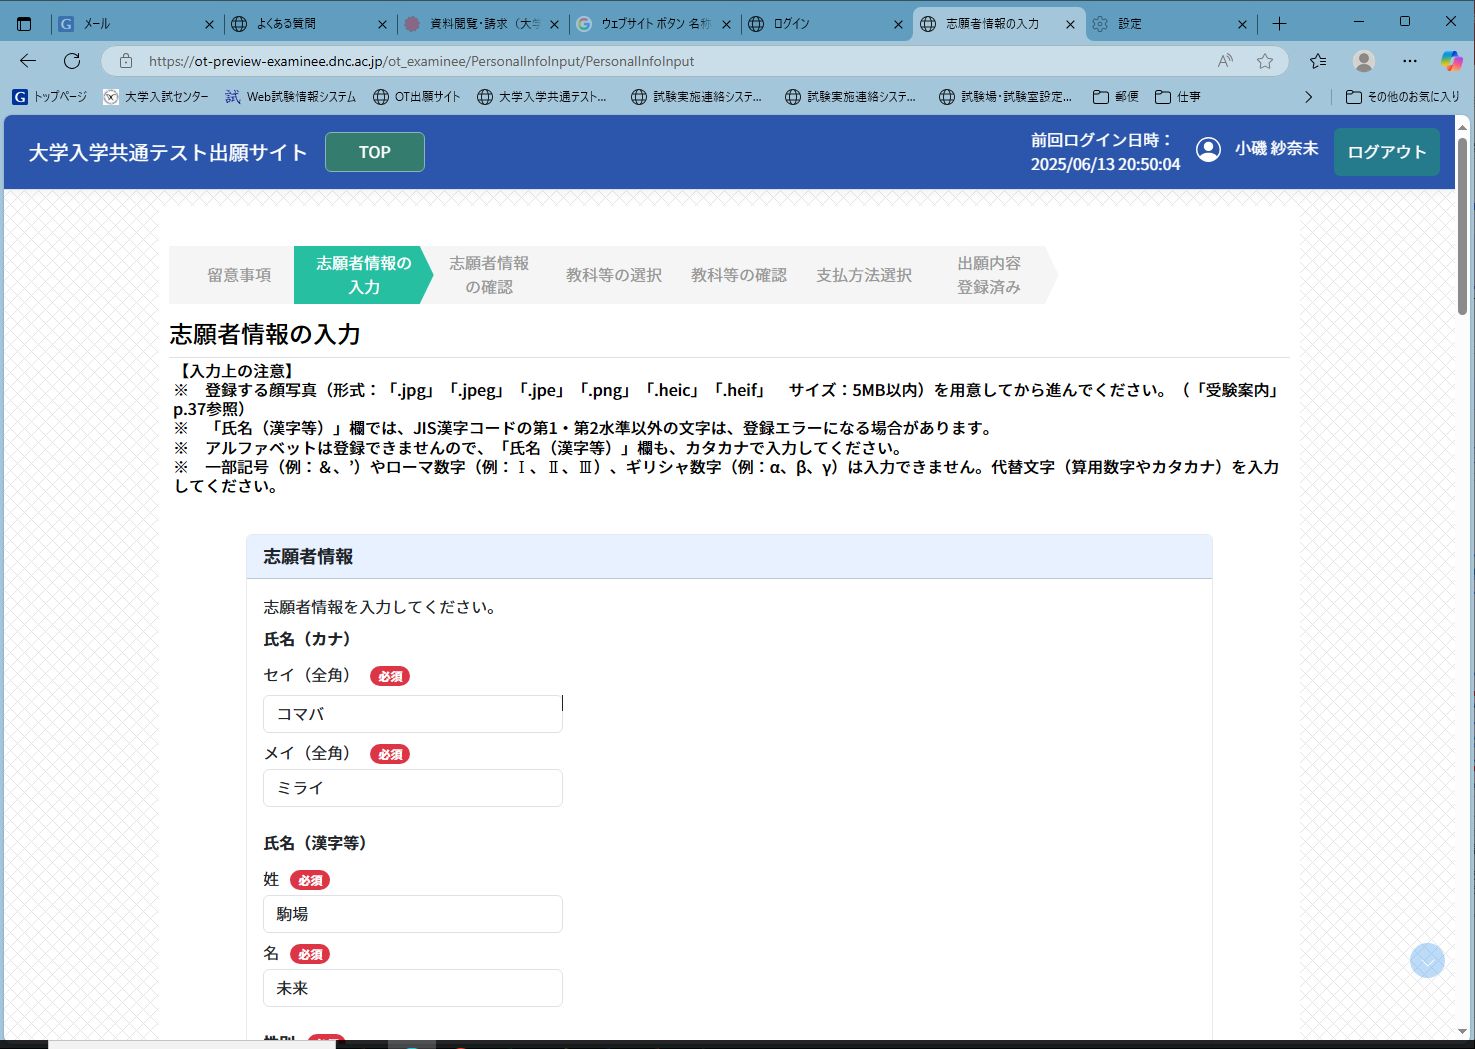 メール
よくある質問
資料閲覧・請求（大学
ウェブサイト ボタン 名称
ログイン
志願者情報の入力
設定
https://ot-preview-examinee.dnc.ac.jp/ot_examinee/PersonalInfoInput/PersonalInfoInput
トップページ
大学入試センター
Web試験情報システム
OT出願サイト
大学入学共通テスト...
試験実施連絡システ...
試験実施連絡システ...
試験場・試験室設定...
郵便
仕事
その他のお気に入り
大学入学共通テスト出願サイト
TOP
前回ログイン日時：
2025/06/13 20:50:04
小磯 紗奈未
ログアウト
留意事項
志願者情報の
入力
志願者情報
の確認
教科等の選択
教科等の確認
支払方法選択
出願内容
登録済み
志願者情報の入力
【入力上の注意】
※　登録する顔写真（形式：「.jpg」「.jpeg」「.jpe」「.png」「.heic」「.heif」　サイズ：5MB以内）を用意してから進んでください。（「受験案内」
p.37参照）
※　「氏名（漢字等）」欄では、JIS漢字コードの第1・第2水準以外の文字は、登録エラーになる場合があります。
※　アルファベットは登録できませんので、「氏名（漢字等）」欄も、カタカナで入力してください。
※　一部記号（例：＆、’）やローマ数字（例：Ⅰ、Ⅱ、Ⅲ）、ギリシャ数字（例：α、β、γ）は入力できません。代替文字（算用数字やカタカナ）を入力
してください。
志願者情報
志願者情報を入力してください。
氏名（カナ）
セイ（全角） 必須
コマバ
メイ（全角） 必須
ミライ
氏名（漢字等）
姓 必須
駒場
名 必須
未来